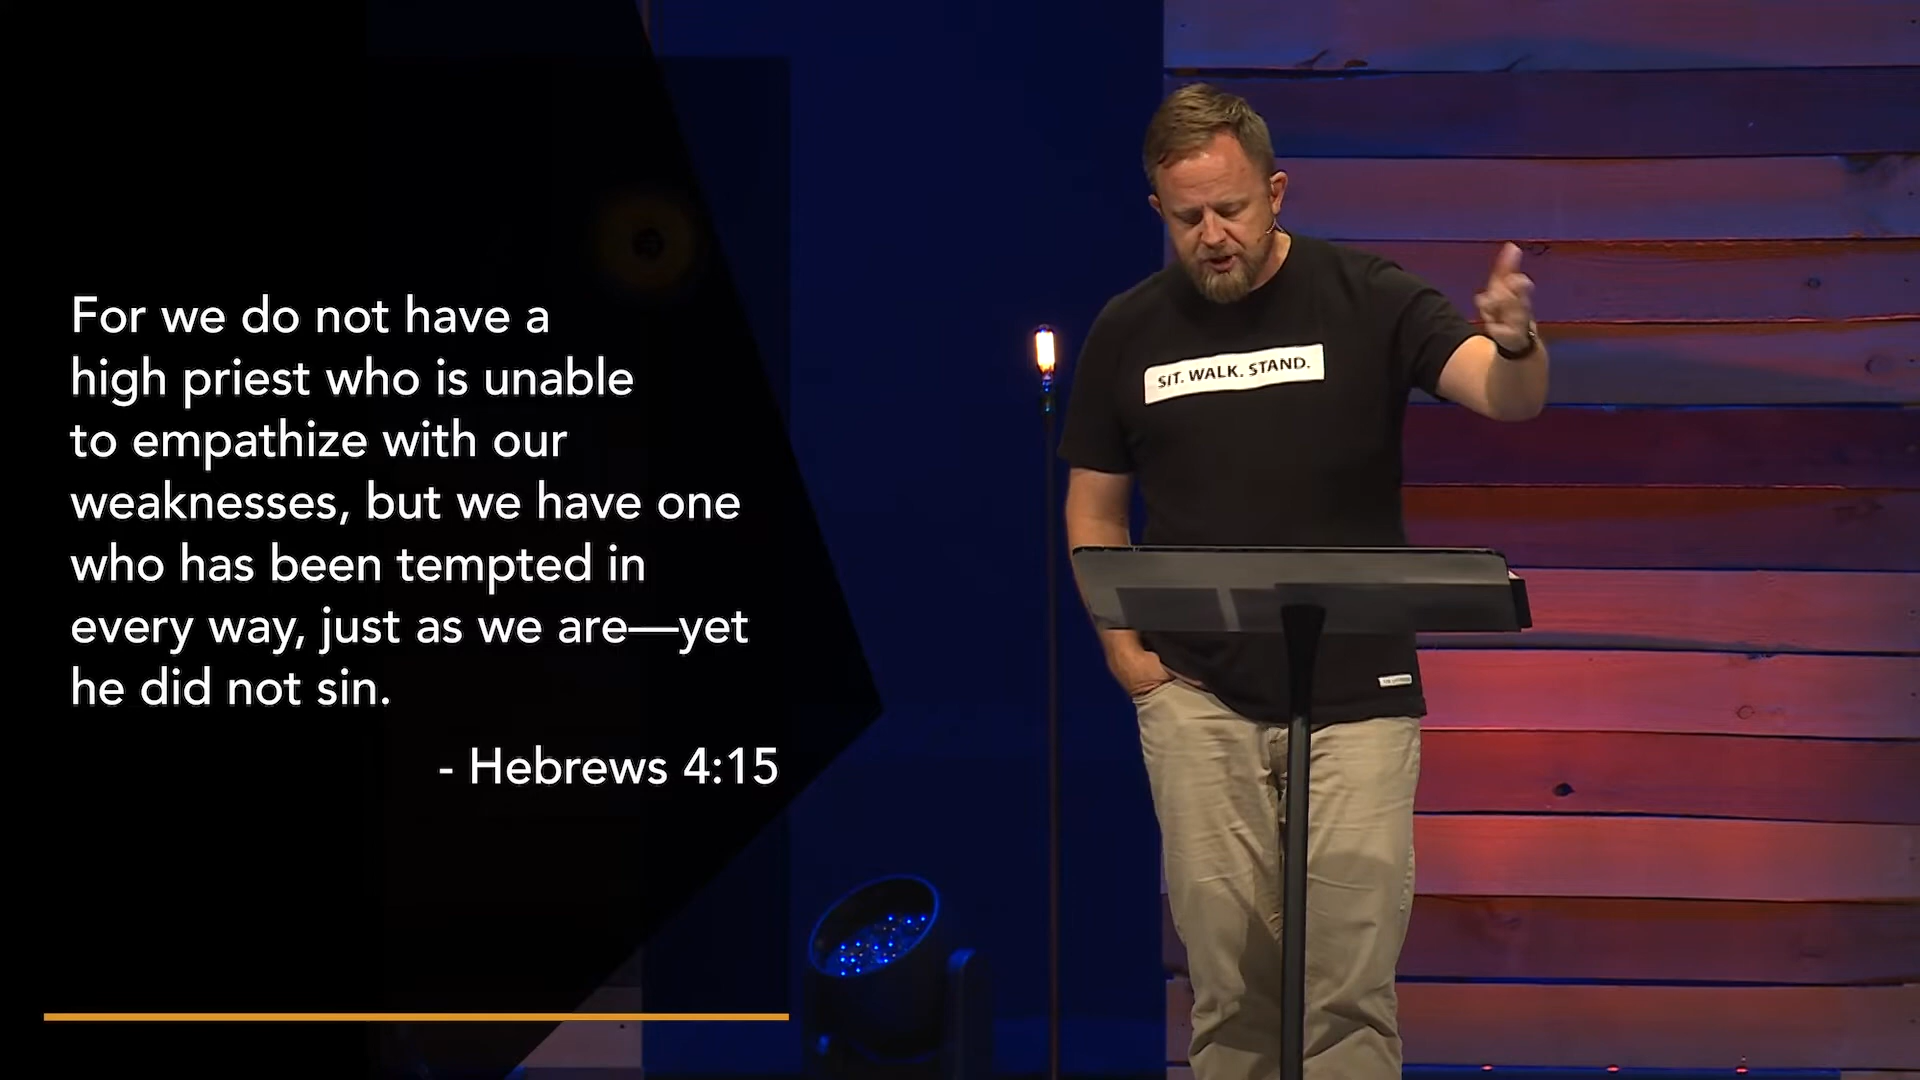 For we do not have a
high priest who is unable
to empathize with our
weaknesses, but we have one
who has been tempted in
every way, just as we are—yet
he did not sin.
- Hebrews 4:15
SIT. WALK. STAND.